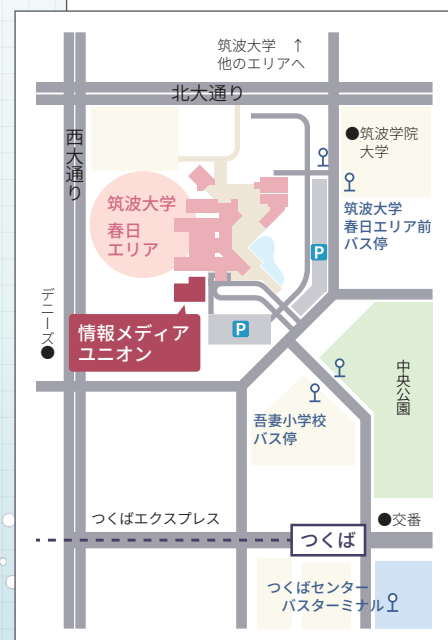 筑波大学 ↑
他のエリアへ
北大通り
西大通り
●筑波学院
大学
筑波大学
春日エリア前
バス停
筑波大学
春日
エリア
P
デニーズ●
P
情報メディア
ユニオン
中央公園
吾妻小学校
バス停
つくばエクスプレス
●交番
つくば
つくばセンター
バスターミナル